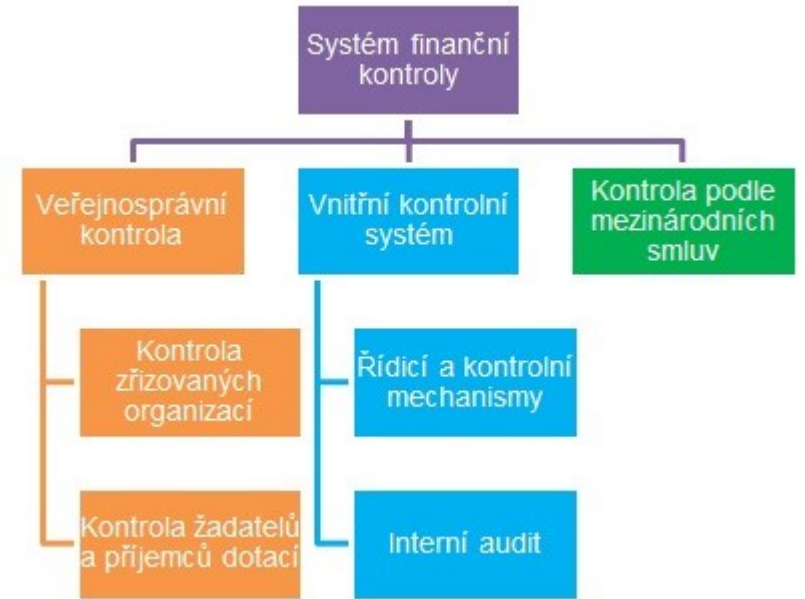 Systém finanční
kontroly
Veřejnosprávní
kontrola
Vnitřní kontrolní
systém
Kontrola podle
mezinárodních
smluv
Kontrola
zřizovaných
organizací
Řídicí a kontrolní
mechanismy
Kontrola žadatelů
a příjemců dotací
Interní audit